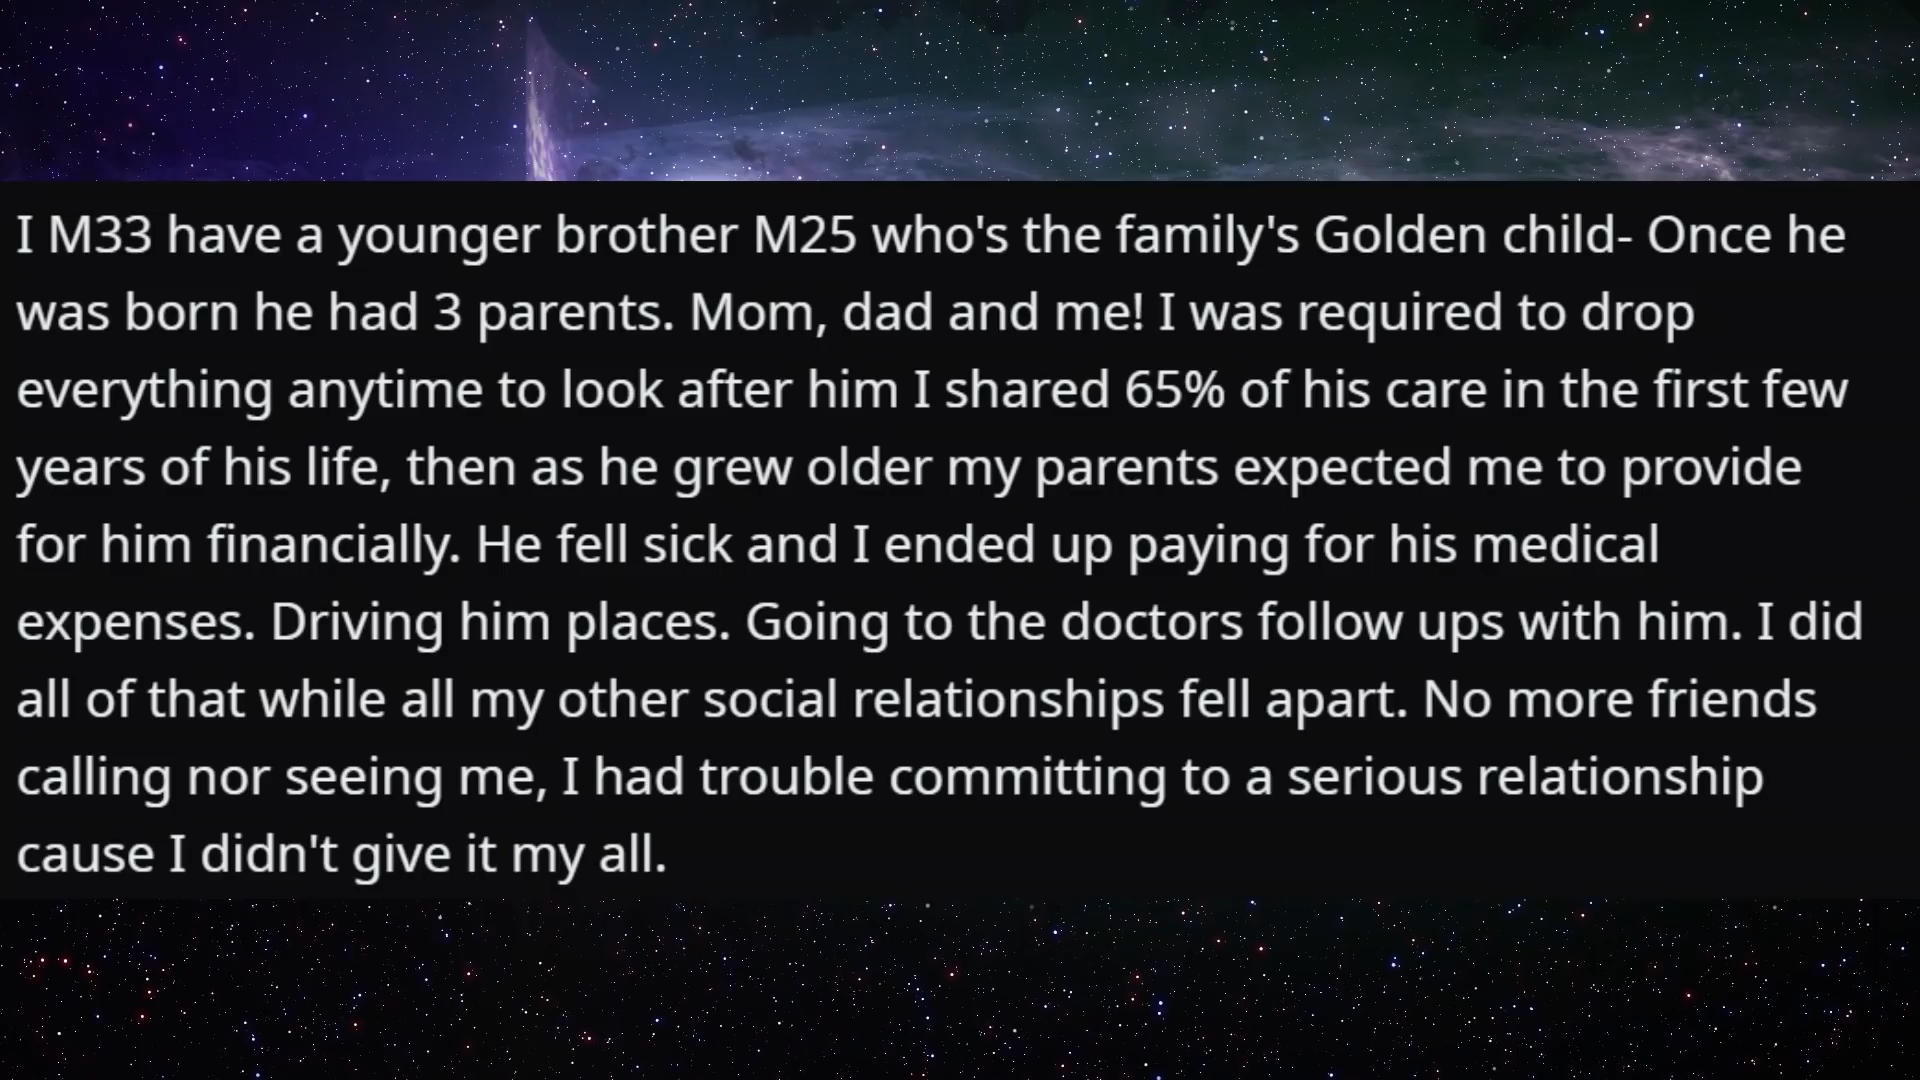 I M33 have a younger brother M25 who's the family's Golden child- Once he
was born he had 3 parents. Mom, dad and me! I was required to drop
everything anytime to look after him I shared 65% of his care in the first few
years of his life, then as he grew older my parents expected me to provide
for him financially. He fell sick and I ended up paying for his medical
expenses. Driving him places. Going to the doctors follow ups with him. I did
all of that while all my other social relationships fell apart. No more friends
calling nor seeing me, I had trouble committing to a serious relationship
cause I didn't give it my all.